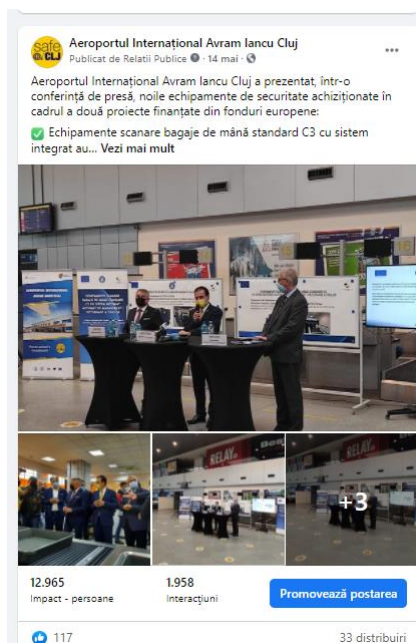 safe
@ CLJ
Aeroportul Internațional Avram Iancu Cluj
Publicat de Relatii Publice · 14 mai ·
Aeroportul Internațional Avram Iancu Cluj a prezentat, într-o
conferință de presă, noile echipamente de securitate achiziționate în
cadrul a două proiecte finanțate din fonduri europene:
✅ Echipamente scanare bagaje de mână standard C3 cu sistem
integrat au... Vezi mai mult
RELAY
RELAY
+3
12.965
Impact - persoane
1.958
Interacțiuni
Promovează postarea
117
33 distribuiri